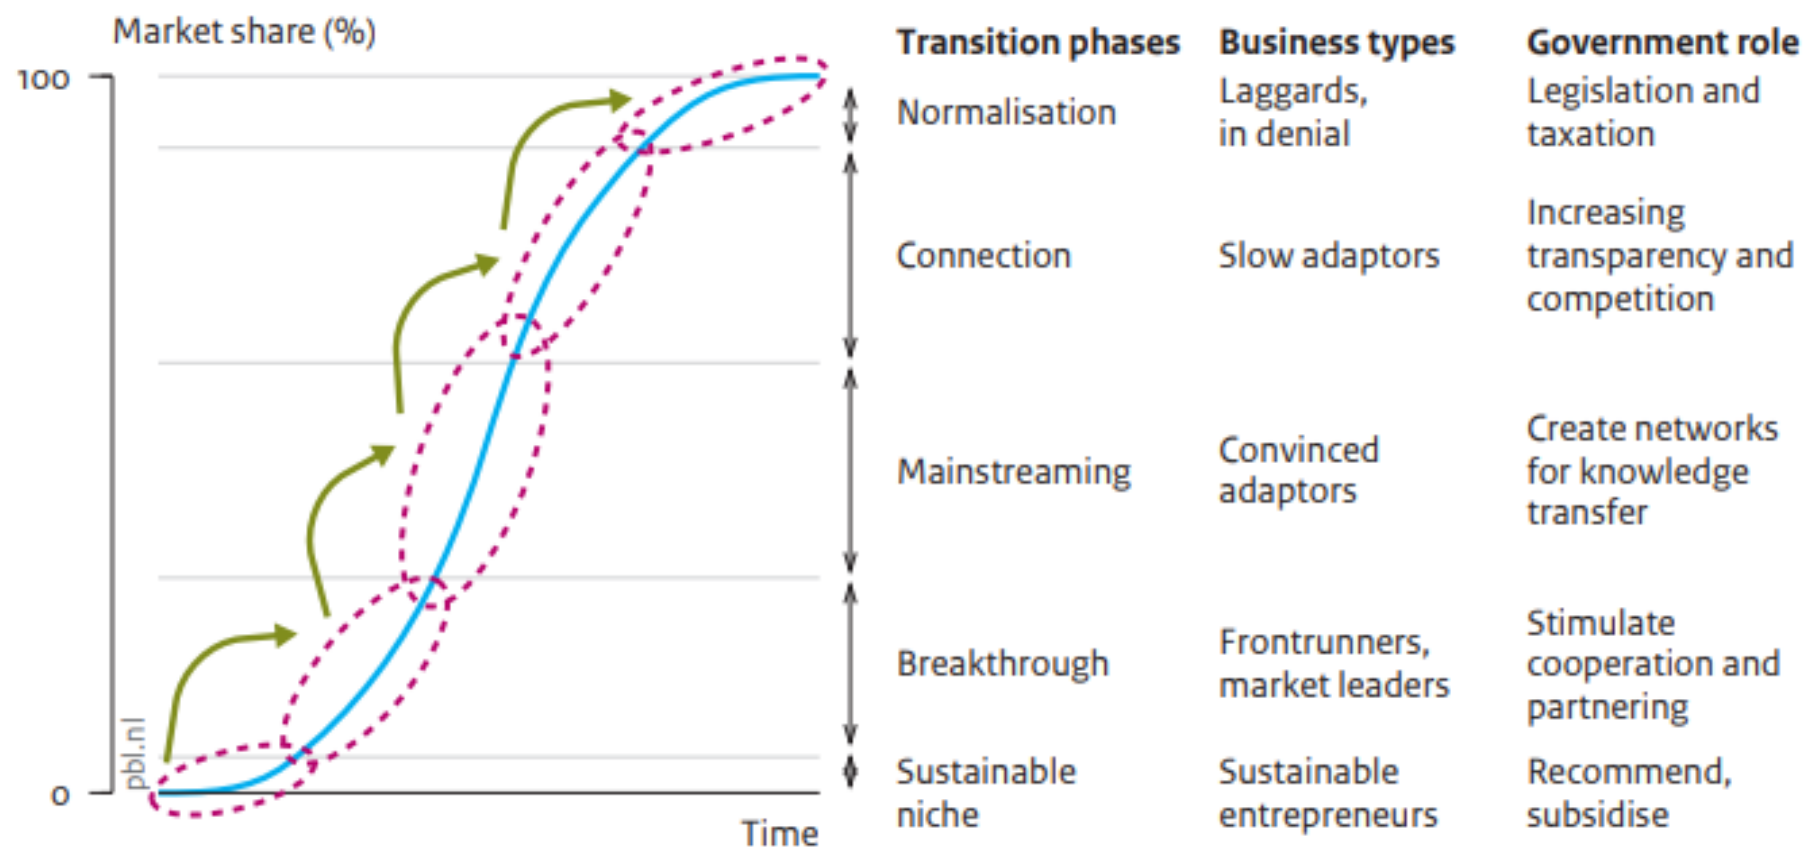 Market share (%)
100
0
pbl.nl
Time
Transition phases
Business types
Government role
Normalisation
Laggards,
in denial
Legislation and
taxation
Connection
Slow adaptors
Increasing
transparency and
competition
Mainstreaming
Convinced
adaptors
Create networks
for knowledge
transfer
Breakthrough
Frontrunners,
market leaders
Stimulate
cooperation and
partnering
Sustainable
niche
Sustainable
entrepreneurs
Recommend,
subsidise